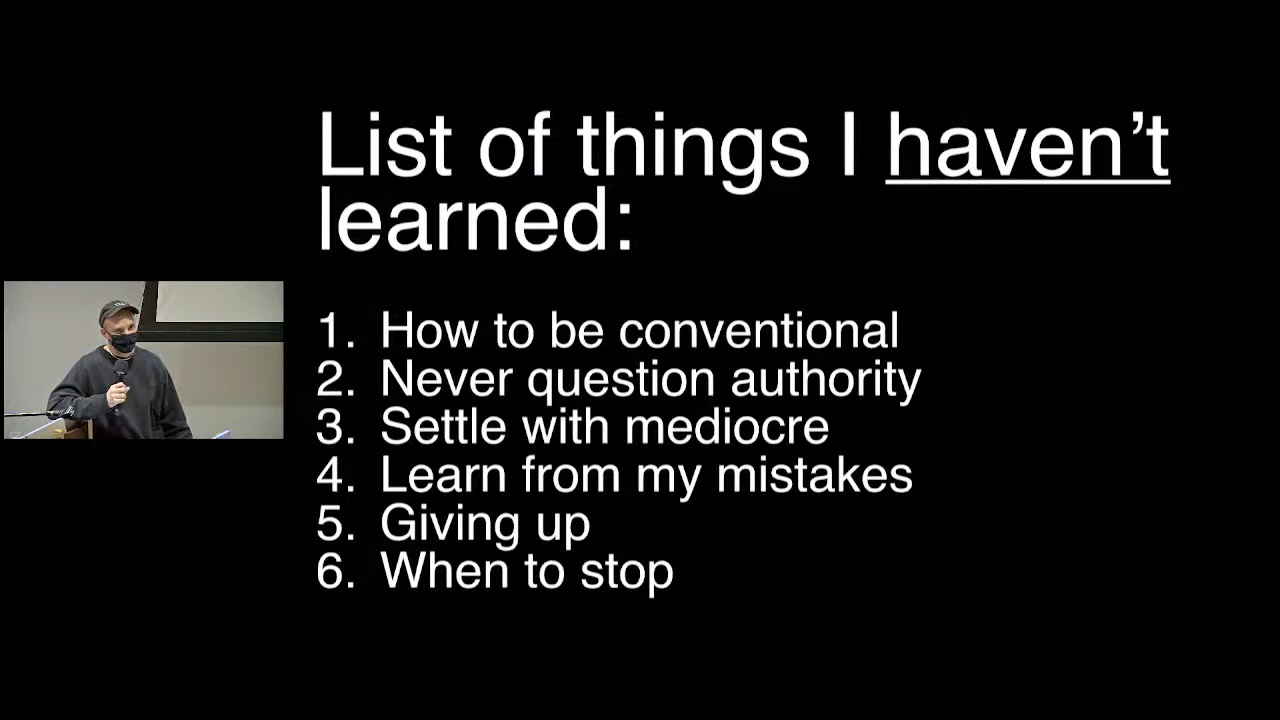 List of things I haven’t
learned:
1. How to be conventional
2. Never question authority
3. Settle with mediocre
4. Learn from my mistakes
5. Giving up
6. When to stop